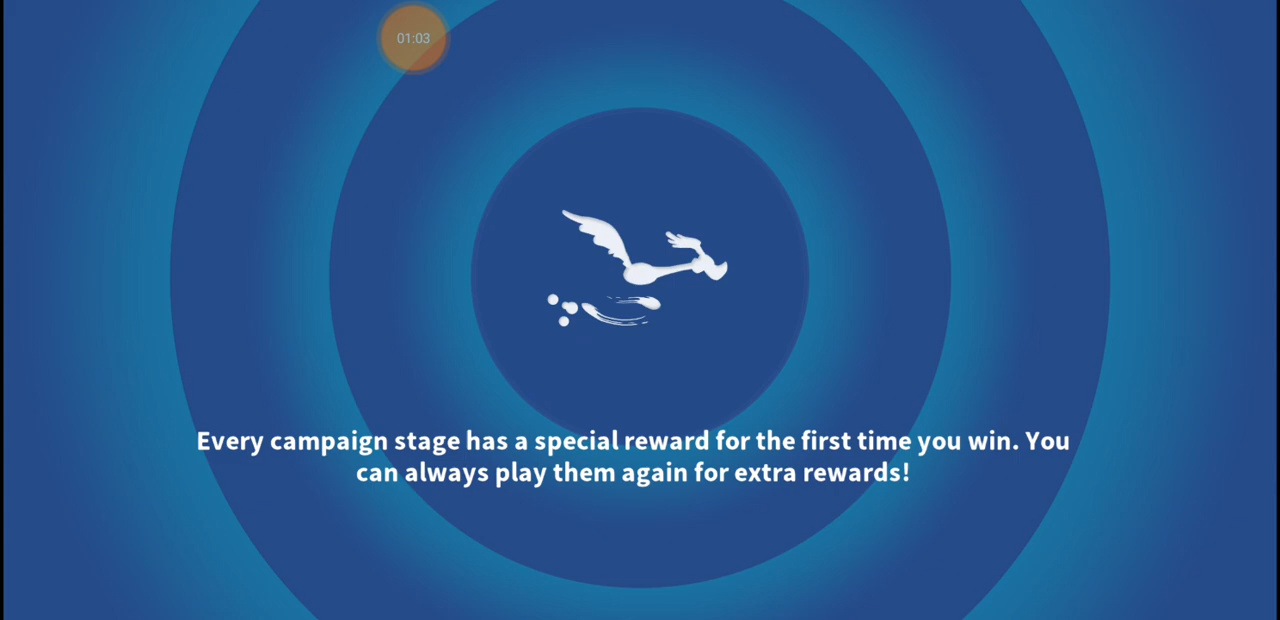 01:03
Every campaign stage has a special reward for the first time you win. You
can always play them again for extra rewards!